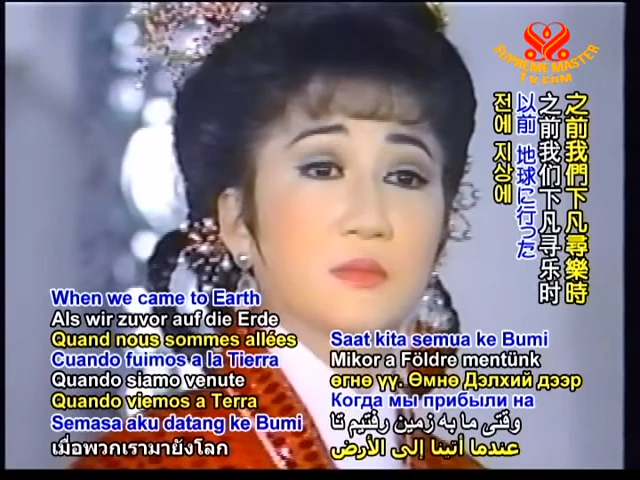 SUPREME MASTER
TV.COM
之前我們下凡尋樂時
之前我们下凡寻乐时
以前 地球に行った
전에 지상에
When we came to Earth
Als wir zuvor auf die Erde
Quand nous sommes allées
Cuando fuimos a la Tierra
Quando siamo venute
Quando viemos a Terra
Semasa aku datang ke Bumi
เมื่อพวกเรามายังโลก
Saat kita semua ke Bumi
Mikor a Földre mentünk
өгнө үү. Өмнө Дэлхий дээр
Когда мы прибыли на
وقتی ما به زمین رفتیم تا
عندما أتينا إلى الأرض